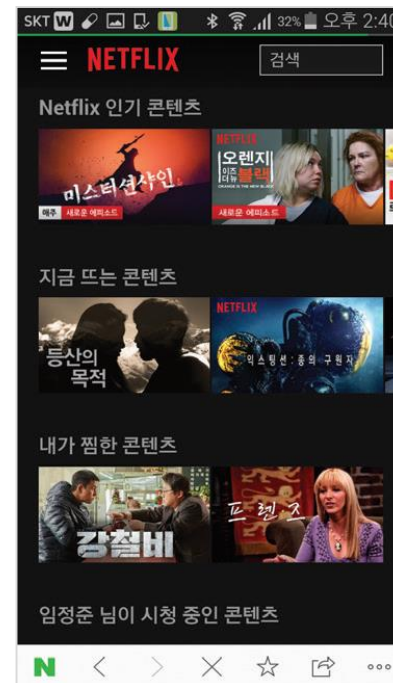 SKT W N 32% 오후 2:40
NETFLIX 검색
Netflix 인기 콘텐츠
미스터 션샤인
매주 새로운 에피소드
NETFLIX
오렌지
이즈 더 뉴 블랙
ORANGE IS THE NEW BLACK
새로운 에피소드
지금 뜨는 콘텐츠
등산의
목적
NETFLIX
익스팅션: 종의 구원자
내가 찜한 콘텐츠
강철비
프렌즈
임정준 님이 시청 중인 콘텐츠
N